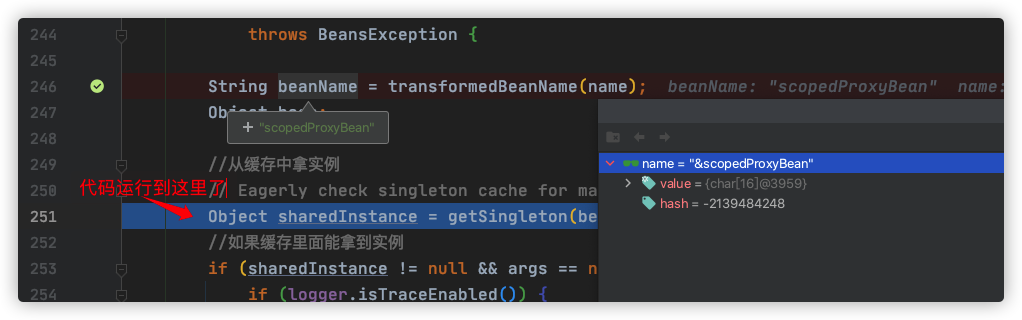 244 throws BeansException {
245
246 String beanName = transformedBeanName(name); beanName: "scopedProxyBean" name:
247 Object
+ "scopedProxyBean"
248
name = "&scopedProxyBean"
249 //从缓存中拿实例
value = {char[16]@3959}
代码运行到这里了
250 // Eagerly check singleton cache for ma
hash = -2139484248
251 Object sharedInstance = getSingleton(be
252 //如果缓存里面能拿到实例
253 if (sharedInstance != null && args == n
254 if (logger.isTraceEnabled()) {